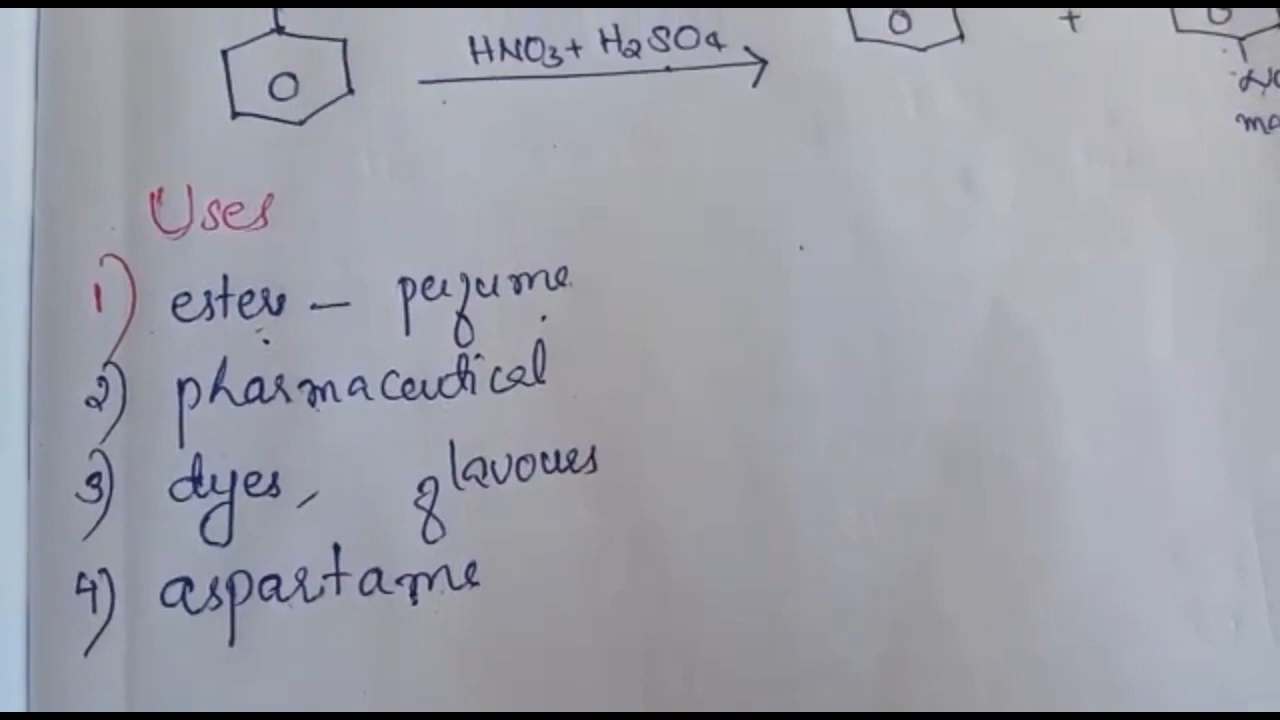 HNO3 + H2SO4
+
Uses
1) ester – perfume
2) pharmaceutical
3) dyes, flavours
4) aspartame